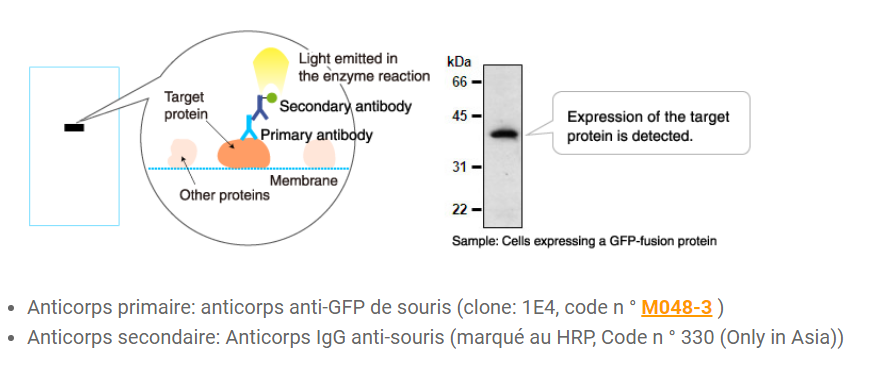 Light emitted in
the enzyme reaction
Target
protein
Secondary antibody
Primary antibody
Membrane
Other proteins
kDa
66
45
31
22
Expression of the target
protein is detected.
Sample: Cells expressing a GFP-fusion protein
• Anticorps primaire: anticorps anti-GFP de souris (clone: 1E4, code n ° M048-3 )
• Anticorps secondaire: Anticorps IgG anti-souris (marqué au HRP, Code n ° 330 (Only in Asia))